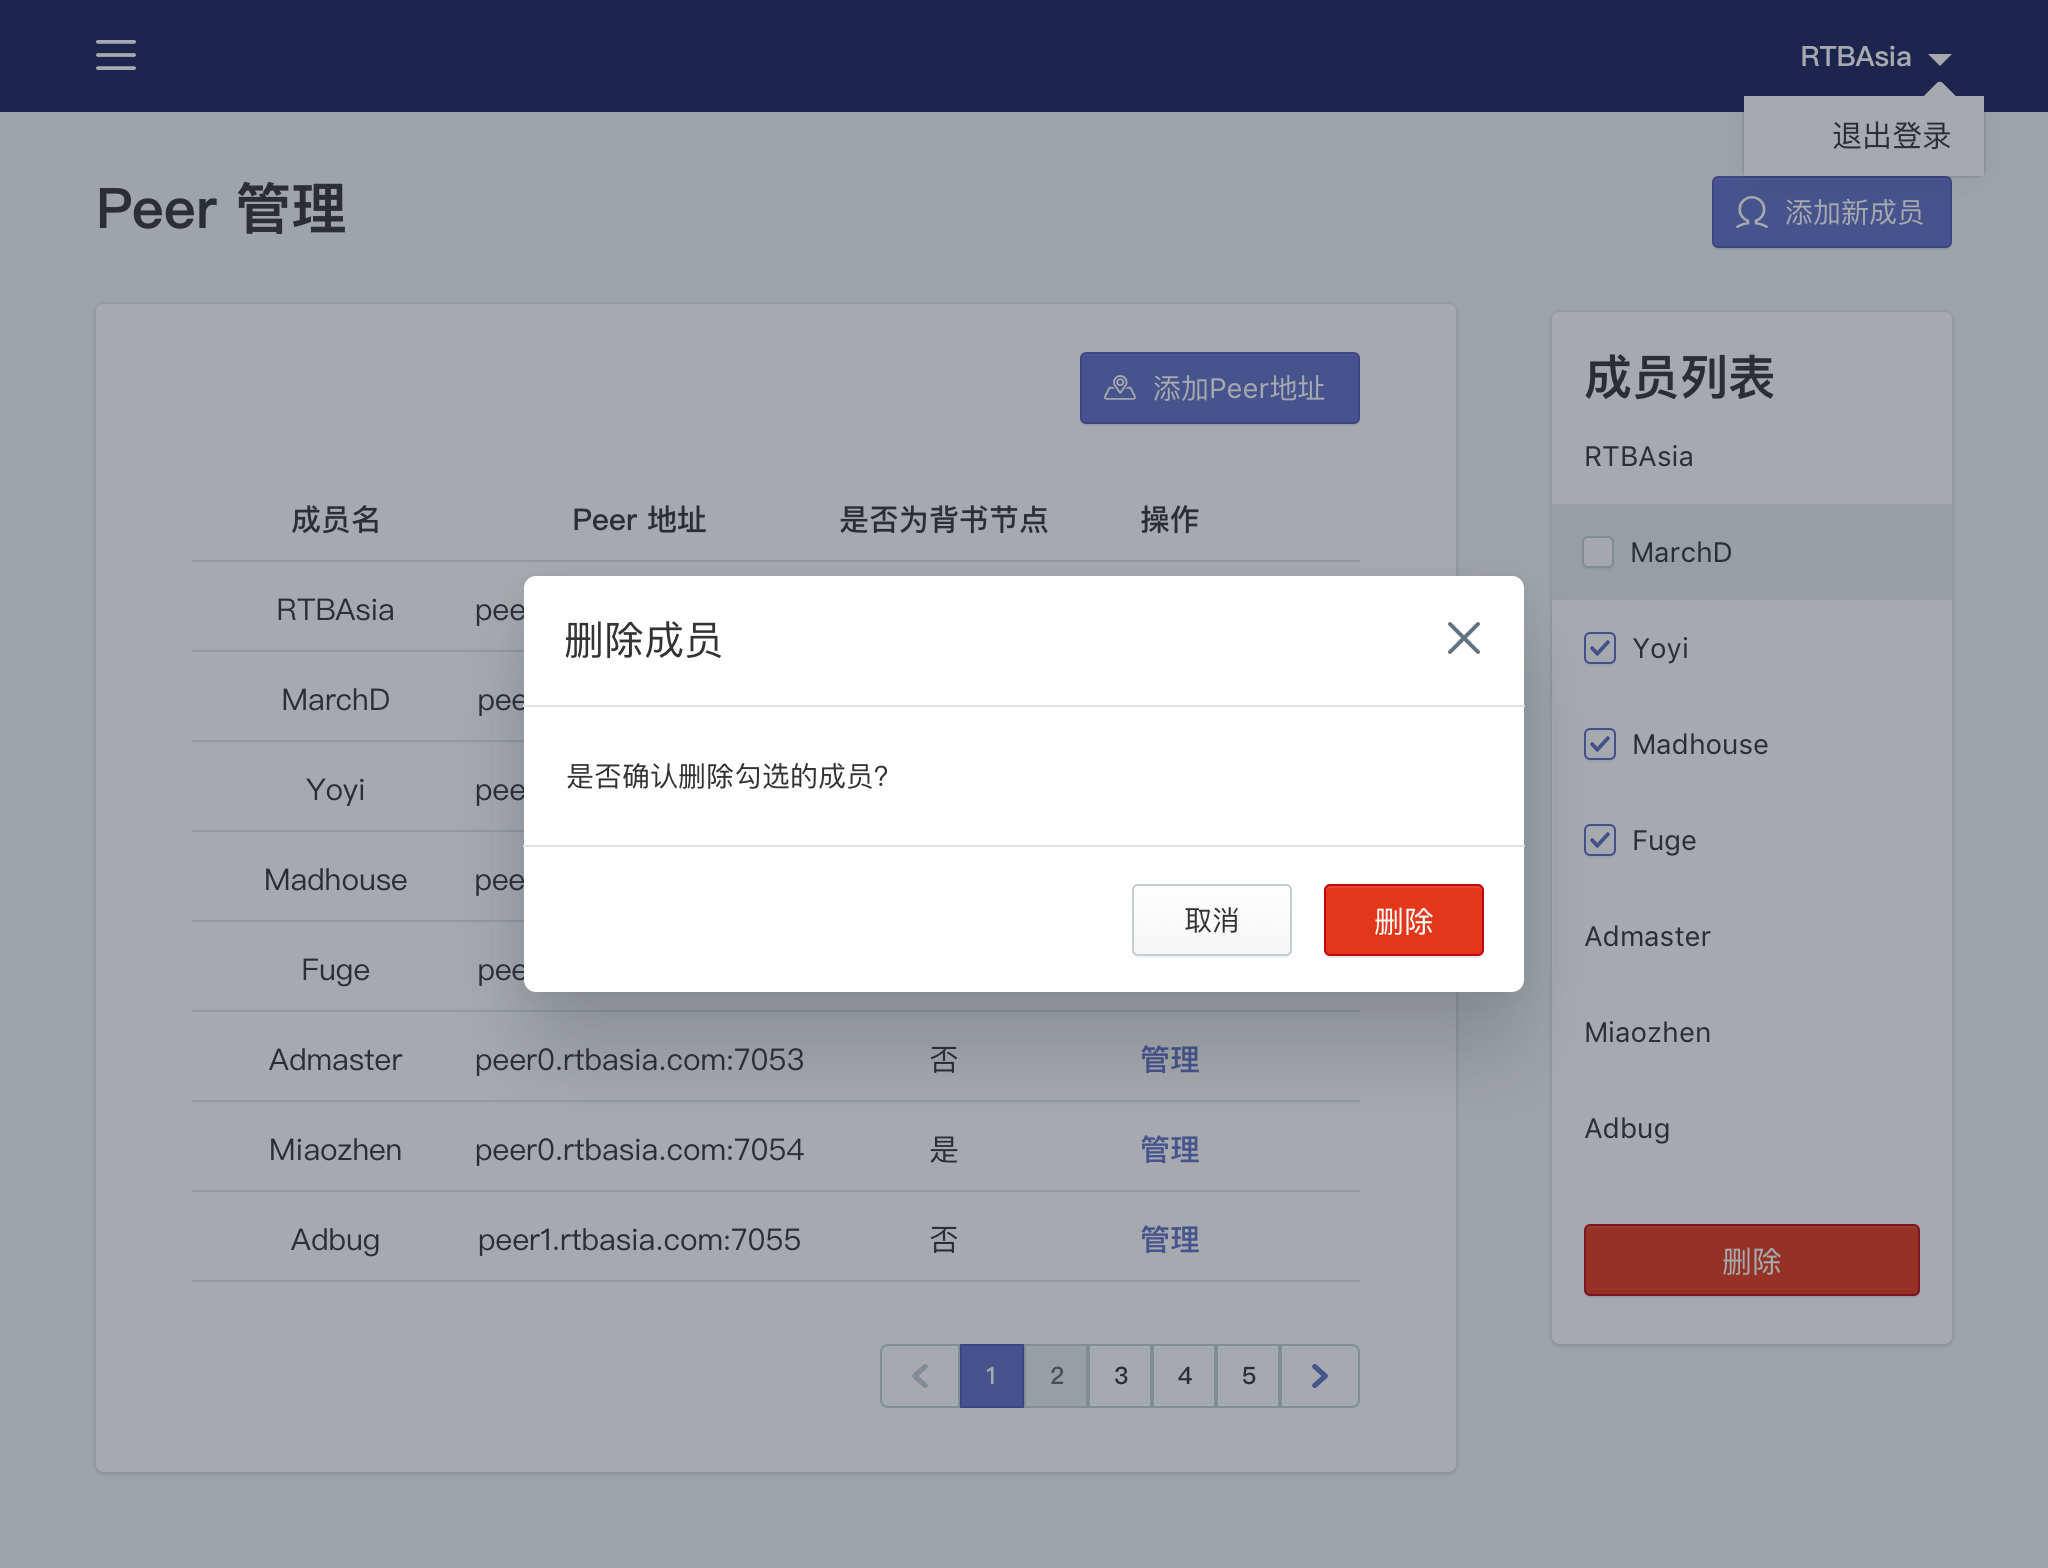 RTBAsia
退出登录
Peer 管理
添加新成员
添加Peer地址
成员名 Peer 地址 是否为背书节点 操作
RTBAsia pee
MarchD pee
Yoyi pee
Madhouse pee
Fuge pee
Admaster peer0.rtbasia.com:7053 否 管理
Miaozhen peer0.rtbasia.com:7054 是 管理
Adbug peer1.rtbasia.com:7055 否 管理
1 2 3 4 5
删除成员
是否确认删除勾选的成员?
取消 删除
成员列表
RTBAsia
MarchD
Yoyi
Madhouse
Fuge
Admaster
Miaozhen
Adbug
删除